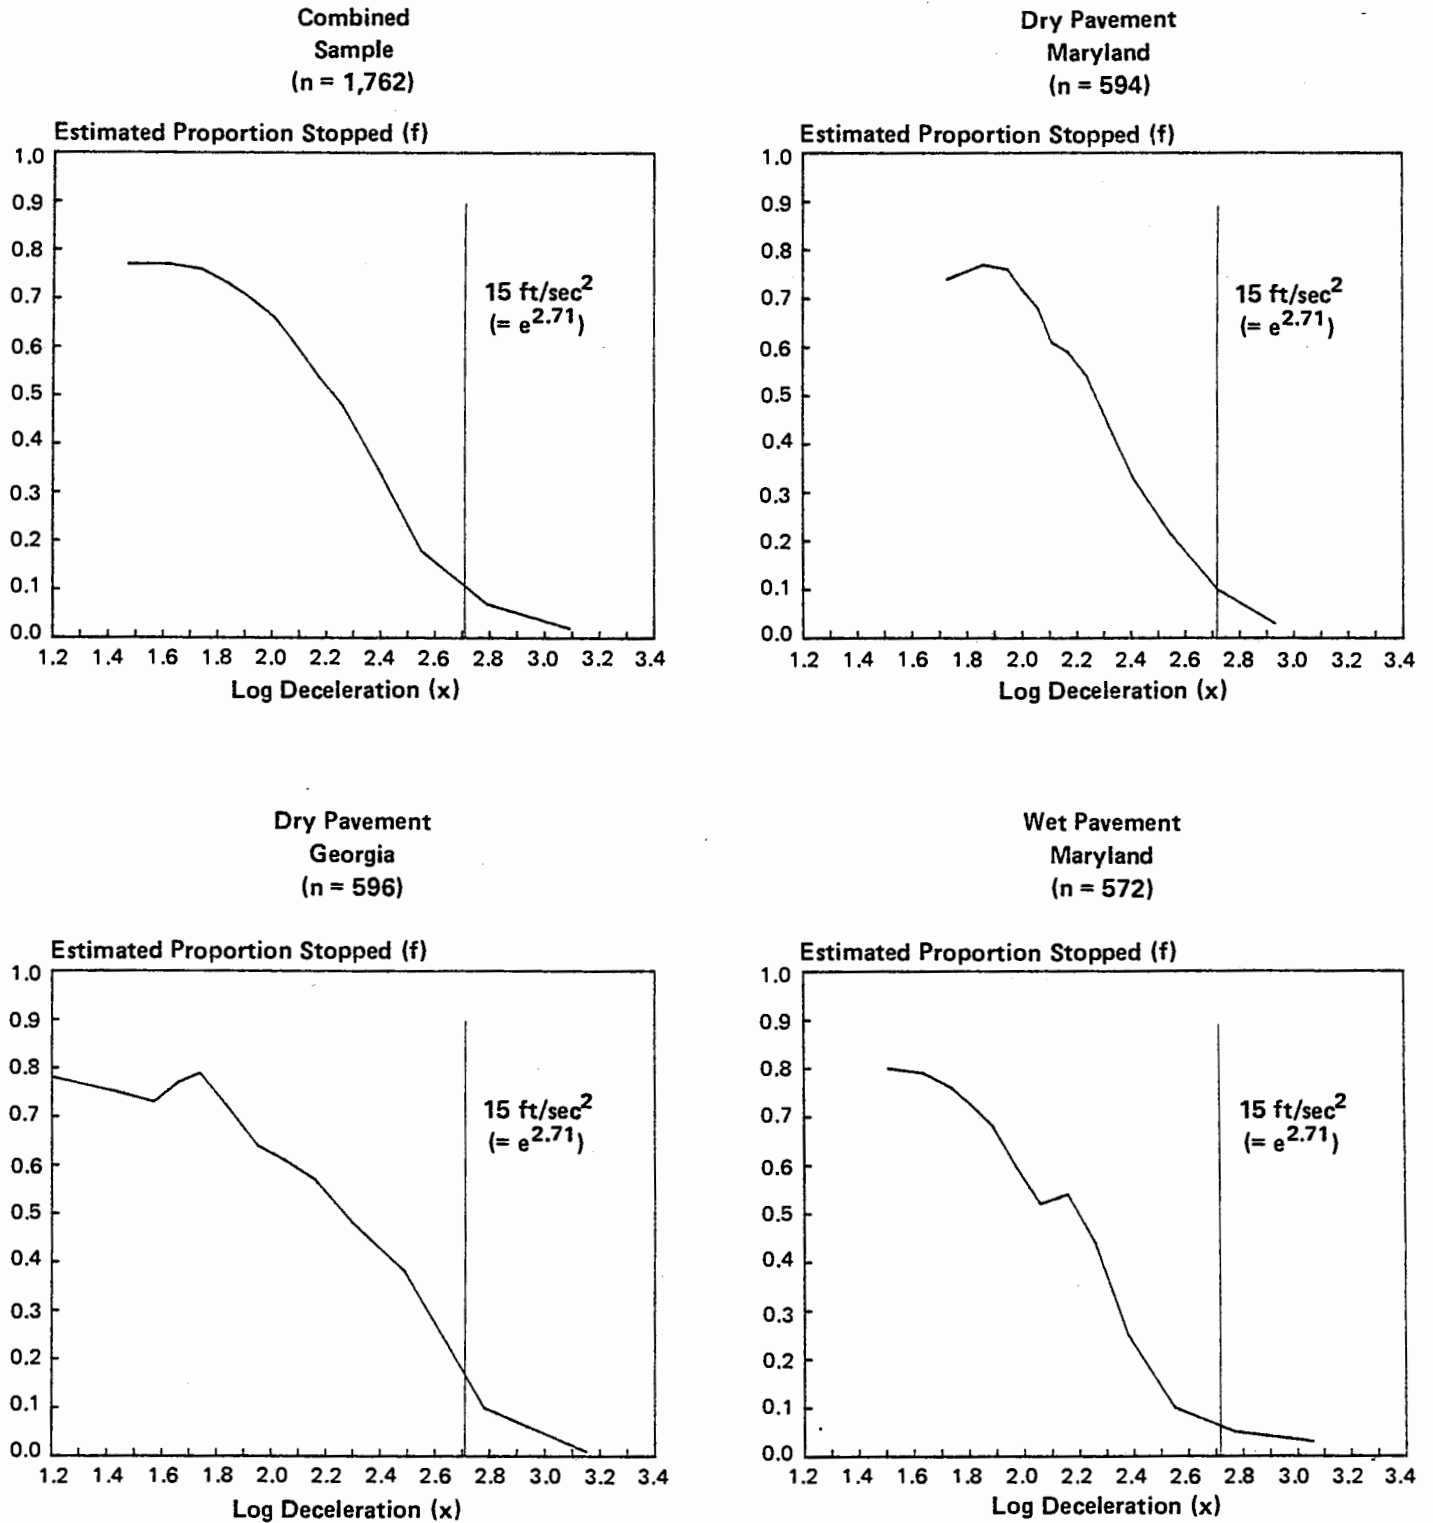 Combined
Sample
(n = 1,762)
Estimated Proportion Stopped (f)
1.0
0.9
0.8
0.7
0.6
0.5
0.4
0.3
0.2
0.1
0.0
15 ft/sec²
(= e²·⁷¹)
1.2 1.4 1.6 1.8 2.0 2.2 2.4 2.6 2.8 3.0 3.2 3.4
Log Deceleration (x)
Dry Pavement
Maryland
(n = 594)
Estimated Proportion Stopped (f)
1.0
0.9
0.8
0.7
0.6
0.5
0.4
0.3
0.2
0.1
0.0
15 ft/sec²
(= e²·⁷¹)
1.2 1.4 1.6 1.8 2.0 2.2 2.4 2.6 2.8 3.0 3.2 3.4
Log Deceleration (x)
Dry Pavement
Georgia
(n = 596)
Estimated Proportion Stopped (f)
1.0
0.9
0.8
0.7
0.6
0.5
0.4
0.3
0.2
0.1
0.0
15 ft/sec²
(= e²·⁷¹)
1.2 1.4 1.6 1.8 2.0 2.2 2.4 2.6 2.8 3.0 3.2 3.4
Log Deceleration (x)
Wet Pavement
Maryland
(n = 572)
Estimated Proportion Stopped (f)
1.0
0.9
0.8
0.7
0.6
0.5
0.4
0.3
0.2
0.1
0.0
15 ft/sec²
(= e²·⁷¹)
1.2 1.4 1.6 1.8 2.0 2.2 2.4 2.6 2.8 3.0 3.2 3.4
Log Deceleration (x)